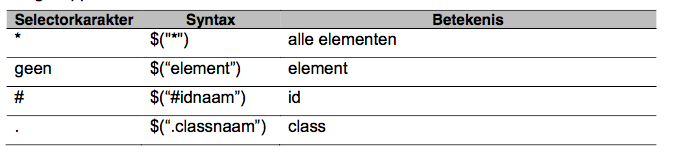 Selectorkarakter Syntax Betekenis
* $("*") alle elementen
geen $(“element”) element
# $(“#idnaam”) id
. $(“.classnaam”) class